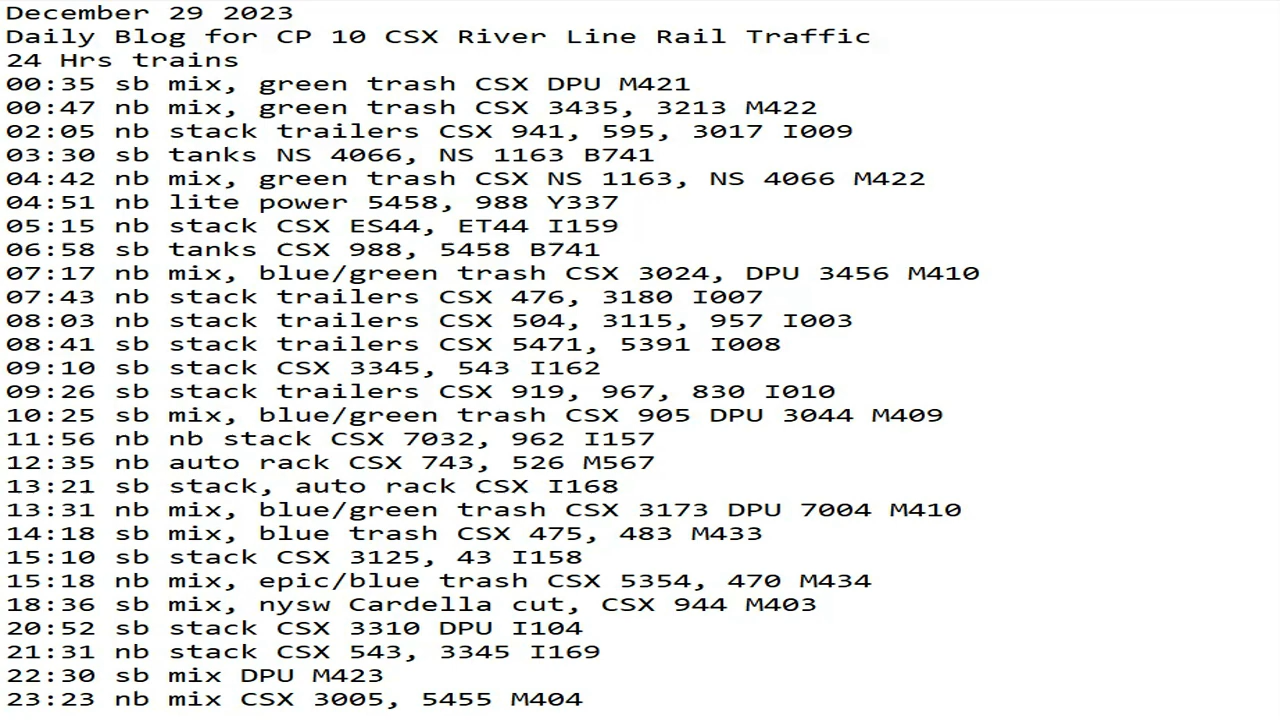 December 29 2023
Daily Blog for CP 10 CSX River Line Rail Traffic
24 Hrs trains
00:35 sb mix, green trash CSX DPU M421
00:47 nb mix, green trash CSX 3435, 3213 M422
02:05 nb stack trailers CSX 941, 595, 3017 I009
03:30 sb tanks NS 4066, NS 1163 B741
04:42 nb mix, green trash CSX NS 1163, NS 4066 M422
04:51 nb lite power 5458, 988 Y337
05:15 nb stack CSX ES44, ET44 I159
06:58 sb tanks CSX 988, 5458 B741
07:17 nb mix, blue/green trash CSX 3024, DPU 3456 M410
07:43 nb stack trailers CSX 476, 3180 I007
08:03 nb stack trailers CSX 504, 3115, 957 I003
08:41 sb stack trailers CSX 5471, 5391 I008
09:10 sb stack CSX 3345, 543 I162
09:26 sb stack trailers CSX 919, 967, 830 I010
10:25 sb mix, blue/green trash CSX 905 DPU 3044 M409
11:56 nb nb stack CSX 7032, 962 I157
12:35 nb auto rack CSX 743, 526 M567
13:21 sb stack, auto rack CSX I168
13:31 nb mix, blue/green trash CSX 3173 DPU 7004 M410
14:18 sb mix, blue trash CSX 475, 483 M433
15:10 sb stack CSX 3125, 43 I158
15:18 nb mix, epic/blue trash CSX 5354, 470 M434
18:36 sb mix, nysw Cardella cut, CSX 944 M403
20:52 sb stack CSX 3310 DPU I104
21:31 nb stack CSX 543, 3345 I169
22:30 sb mix DPU M423
23:23 nb mix CSX 3005, 5455 M404